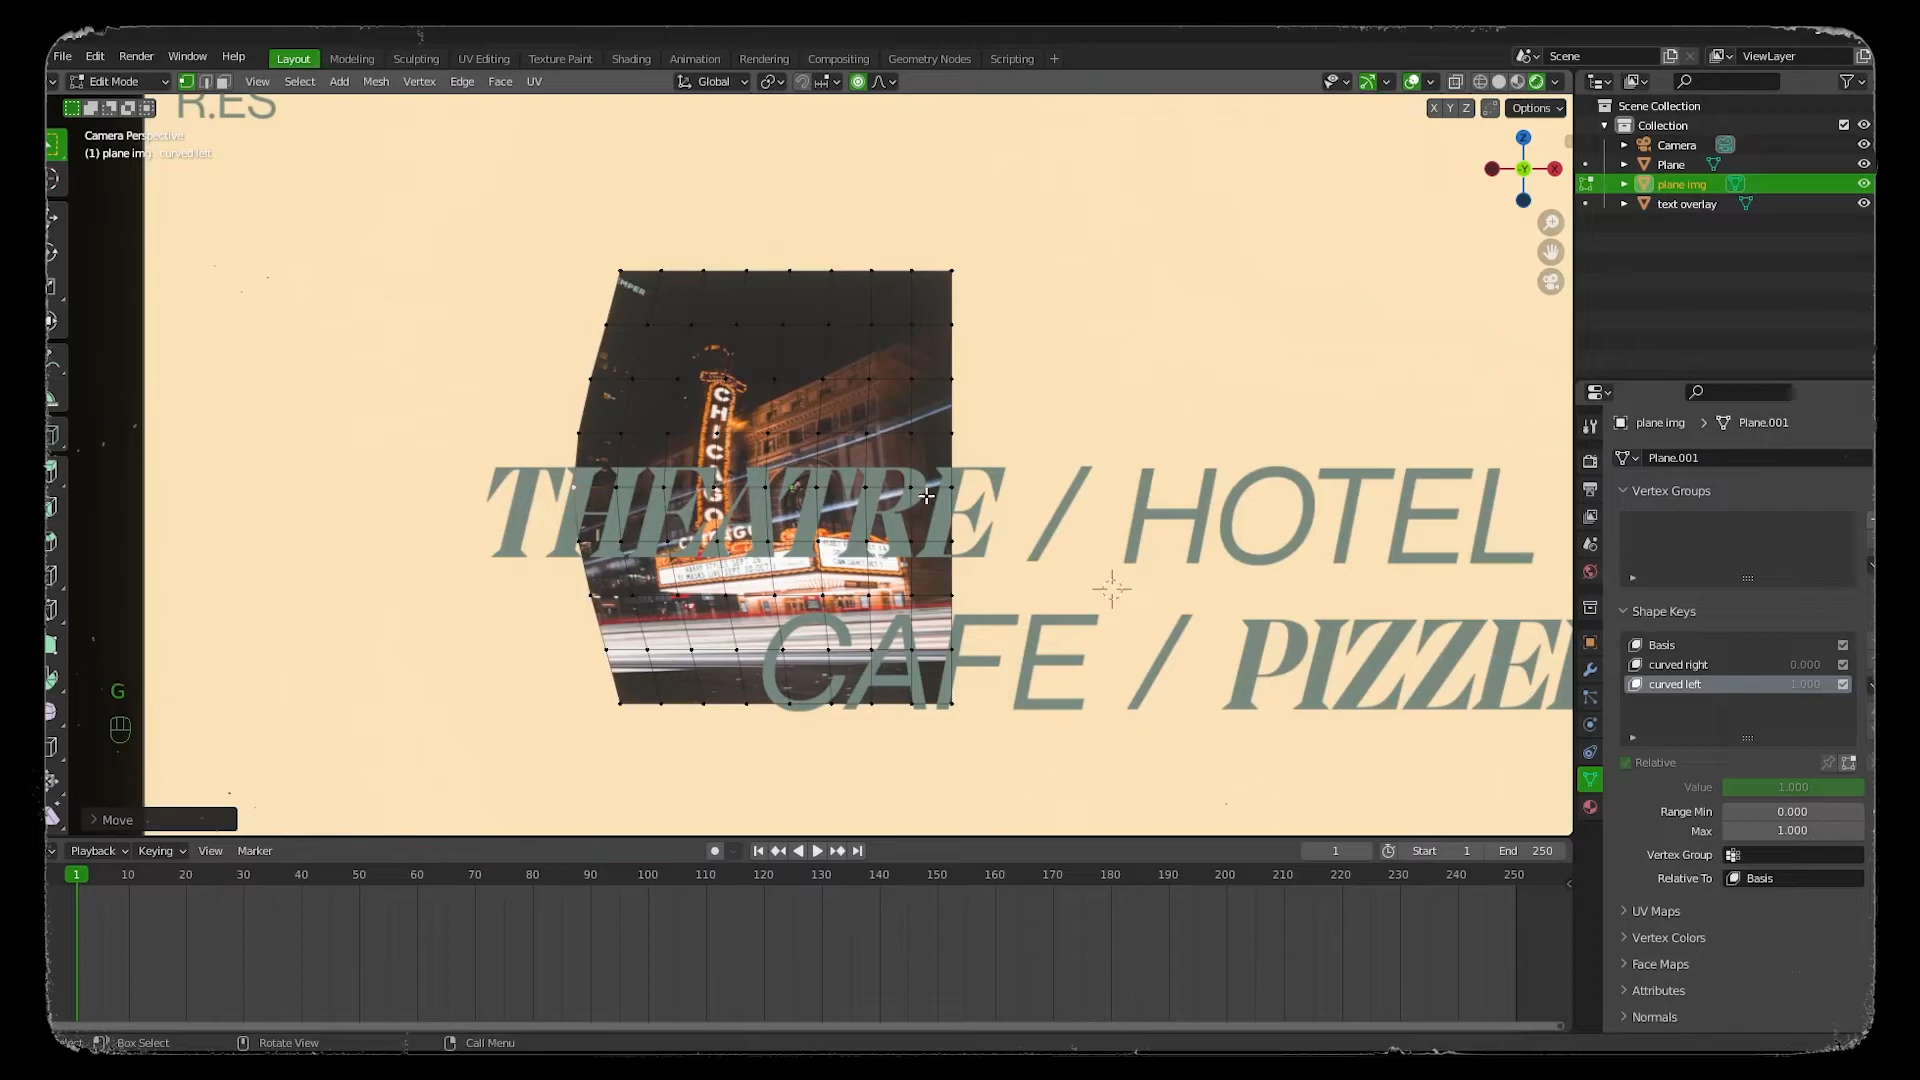 File Edit Render Window Help Layout Modeling Sculpting UV Editing Texture Paint Shading Animation Rendering Compositing Geometry Nodes Scripting + Scene ViewLayer
Edit Mode View Select Add Mesh Vertex Edge Face UV Global
R.ES
X Y Z Options
Camera Perspective
(1) plane img : curved left
Z
Y X
Scene Collection
Collection
Camera
Plane
plane img
text overlay
MPER
CHICAGO
THEATRE / HOTEL
CAFE /
G
Move
plane img > Plane.001
Plane.001
Vertex Groups
Shape Keys
Basis
curved right 0.000
curved left 1.000
Relative
Value 1.000
Range Min 0.000
Max 1.000
Vertex Group
Relative To Basis
UV Maps
Vertex Colors
Face Maps
Attributes
Normals
Playback Keying View Marker 1 Start 1 End 250
1 10 20 30 40 50 60 70 80 90 100 110 120 130 140 150 160 170 180 190 200 210 220 230 240 250
Box Select Rotate View Call Menu